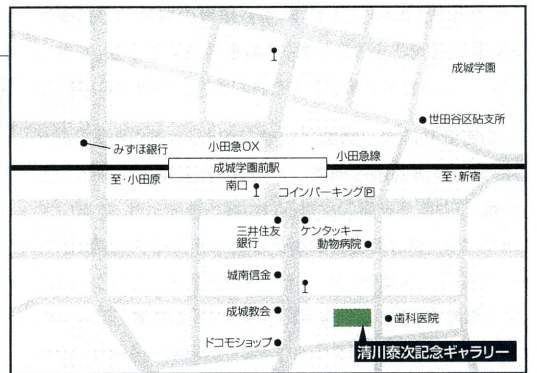 成城学園
世田谷区砧支所
みずほ銀行
小田急OX
成城学園前駅
小田急線
至・小田原
至・新宿
南口
コインパーキングP
三井住友
銀行
ケンタッキー
動物病院
城南信金
成城教会
歯科医院
ドコモショップ
清川泰次記念ギャラリー